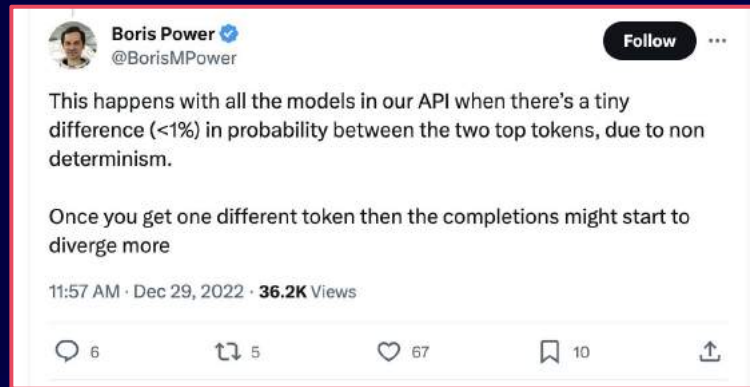 Boris Power
@BorisMPower
Follow
This happens with all the models in our API when there’s a tiny
difference (<1%) in probability between the two top tokens, due to non
determinism.
Once you get one different token then the completions might start to
diverge more
11:57 AM · Dec 29, 2022 · 36.2K Views
6 5 67 10